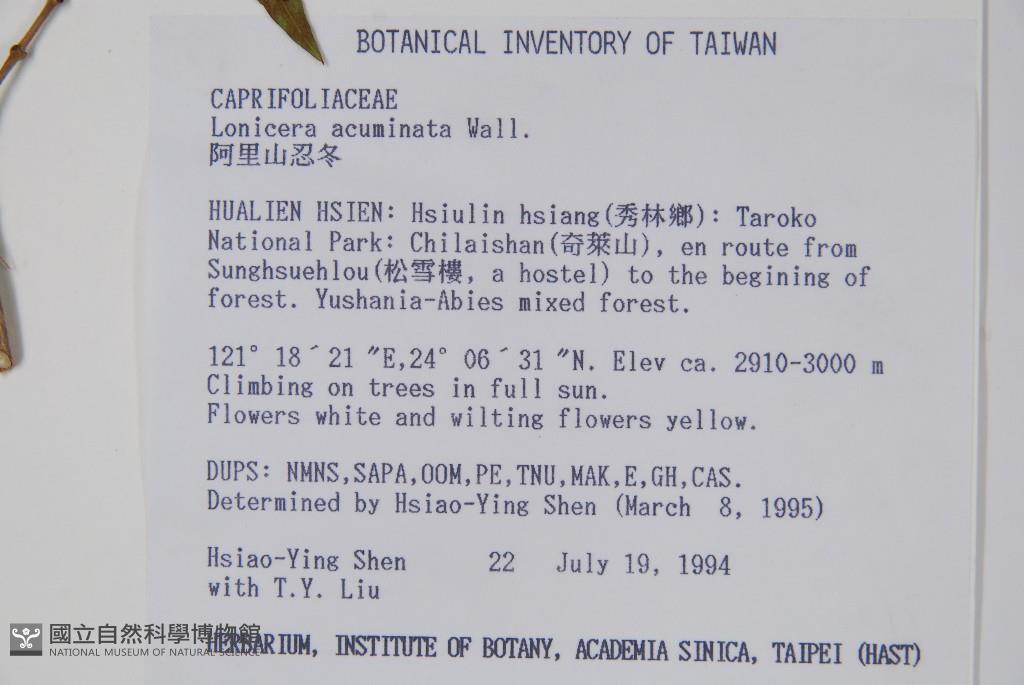 BOTANICAL INVENTORY OF TAIWAN
CAPRIFOLIACEAE
Lonicera acuminata Wall.
阿里山忍冬
HUALIEN HSIEN: Hsiulin hsiang(秀林鄉): Taroko
National Park: Chilaishan(奇萊山), en route from
Sunghsuehlou(松雪樓, a hostel) to the begining of
forest. Yushania-Abies mixed forest.
121° 18´21 ″E,24° 06´31 ″N. Elev ca. 2910-3000 m
Climbing on trees in full sun.
Flowers white and wilting flowers yellow.
DUPS: NMNS,SAPA,OOM,PE,TNU,MAK,E,GH,CAS.
Determined by Hsiao-Ying Shen (March  8, 1995)
Hsiao-Ying Shen      22   July 19, 1994
with T.Y. Liu
HERBARIUM, INSTITUTE OF BOTANY, ACADEMIA SINICA, TAIPEI (HAST)
國立自然科學博物館
NATIONAL MUSEUM OF NATURAL SCIENCE